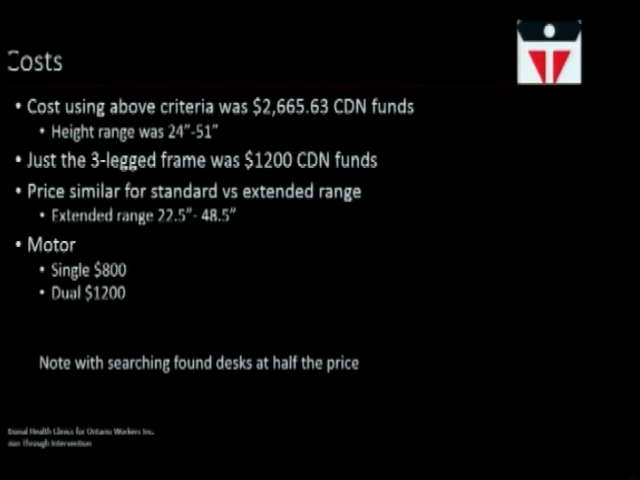 Costs
• Cost using above criteria was $2,665.63 CDN funds
• Height range was 24”-51”
• Just the 3-legged frame was $1200 CDN funds
• Price similar for standard vs extended range
• Extended range 22.5”- 48.5”
• Motor
• Single $800
• Dual $1200
Note with searching found desks at half the price
Health Clinics for Ontario Workers Inc.
Through Intervention